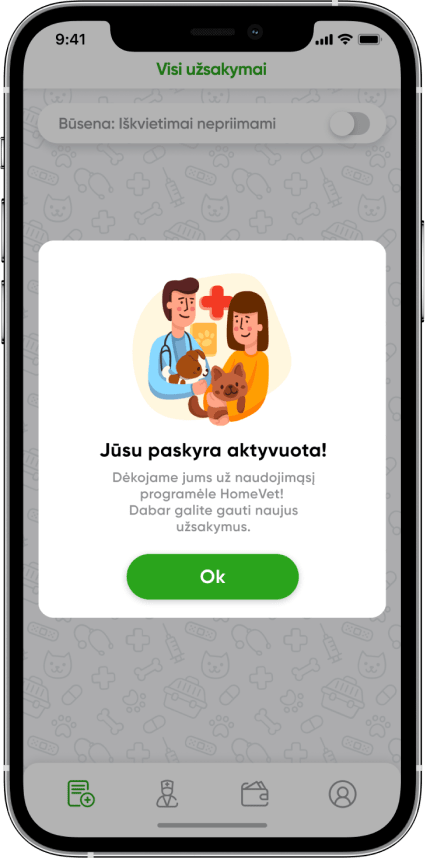 9:41
Visi užsakymai
Būsena: Iškvietimai nepriimami
Jūsu paskyra aktyvuota!
Dėkojame jums už naudojimąsį
programėle HomeVet!
Dabar galite gauti naujus
užsakymus.
Ok